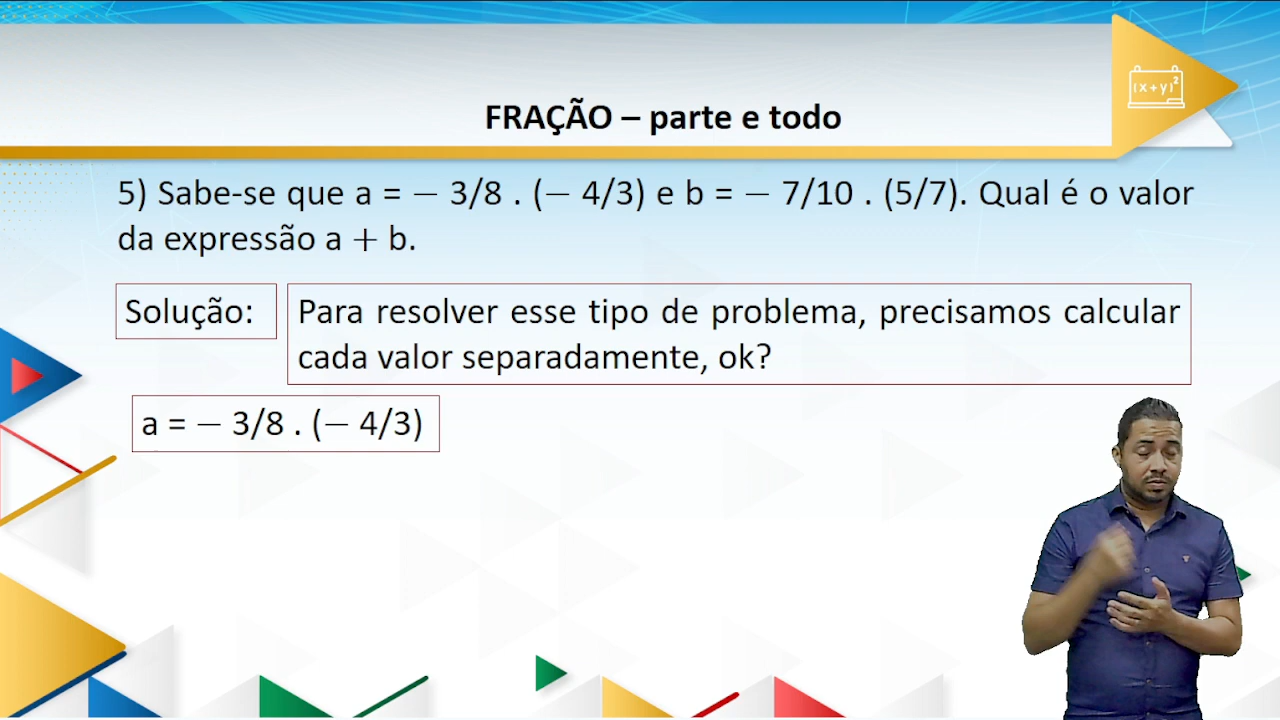 (x+y)²
FRAÇÃO – parte e todo
5) Sabe-se que a = − 3/8 . (− 4/3) e b = − 7/10 . (5/7). Qual é o valor
da expressão a + b.
Solução:
Para resolver esse tipo de problema, precisamos calcular
cada valor separadamente, ok?
a = − 3/8 . (− 4/3)